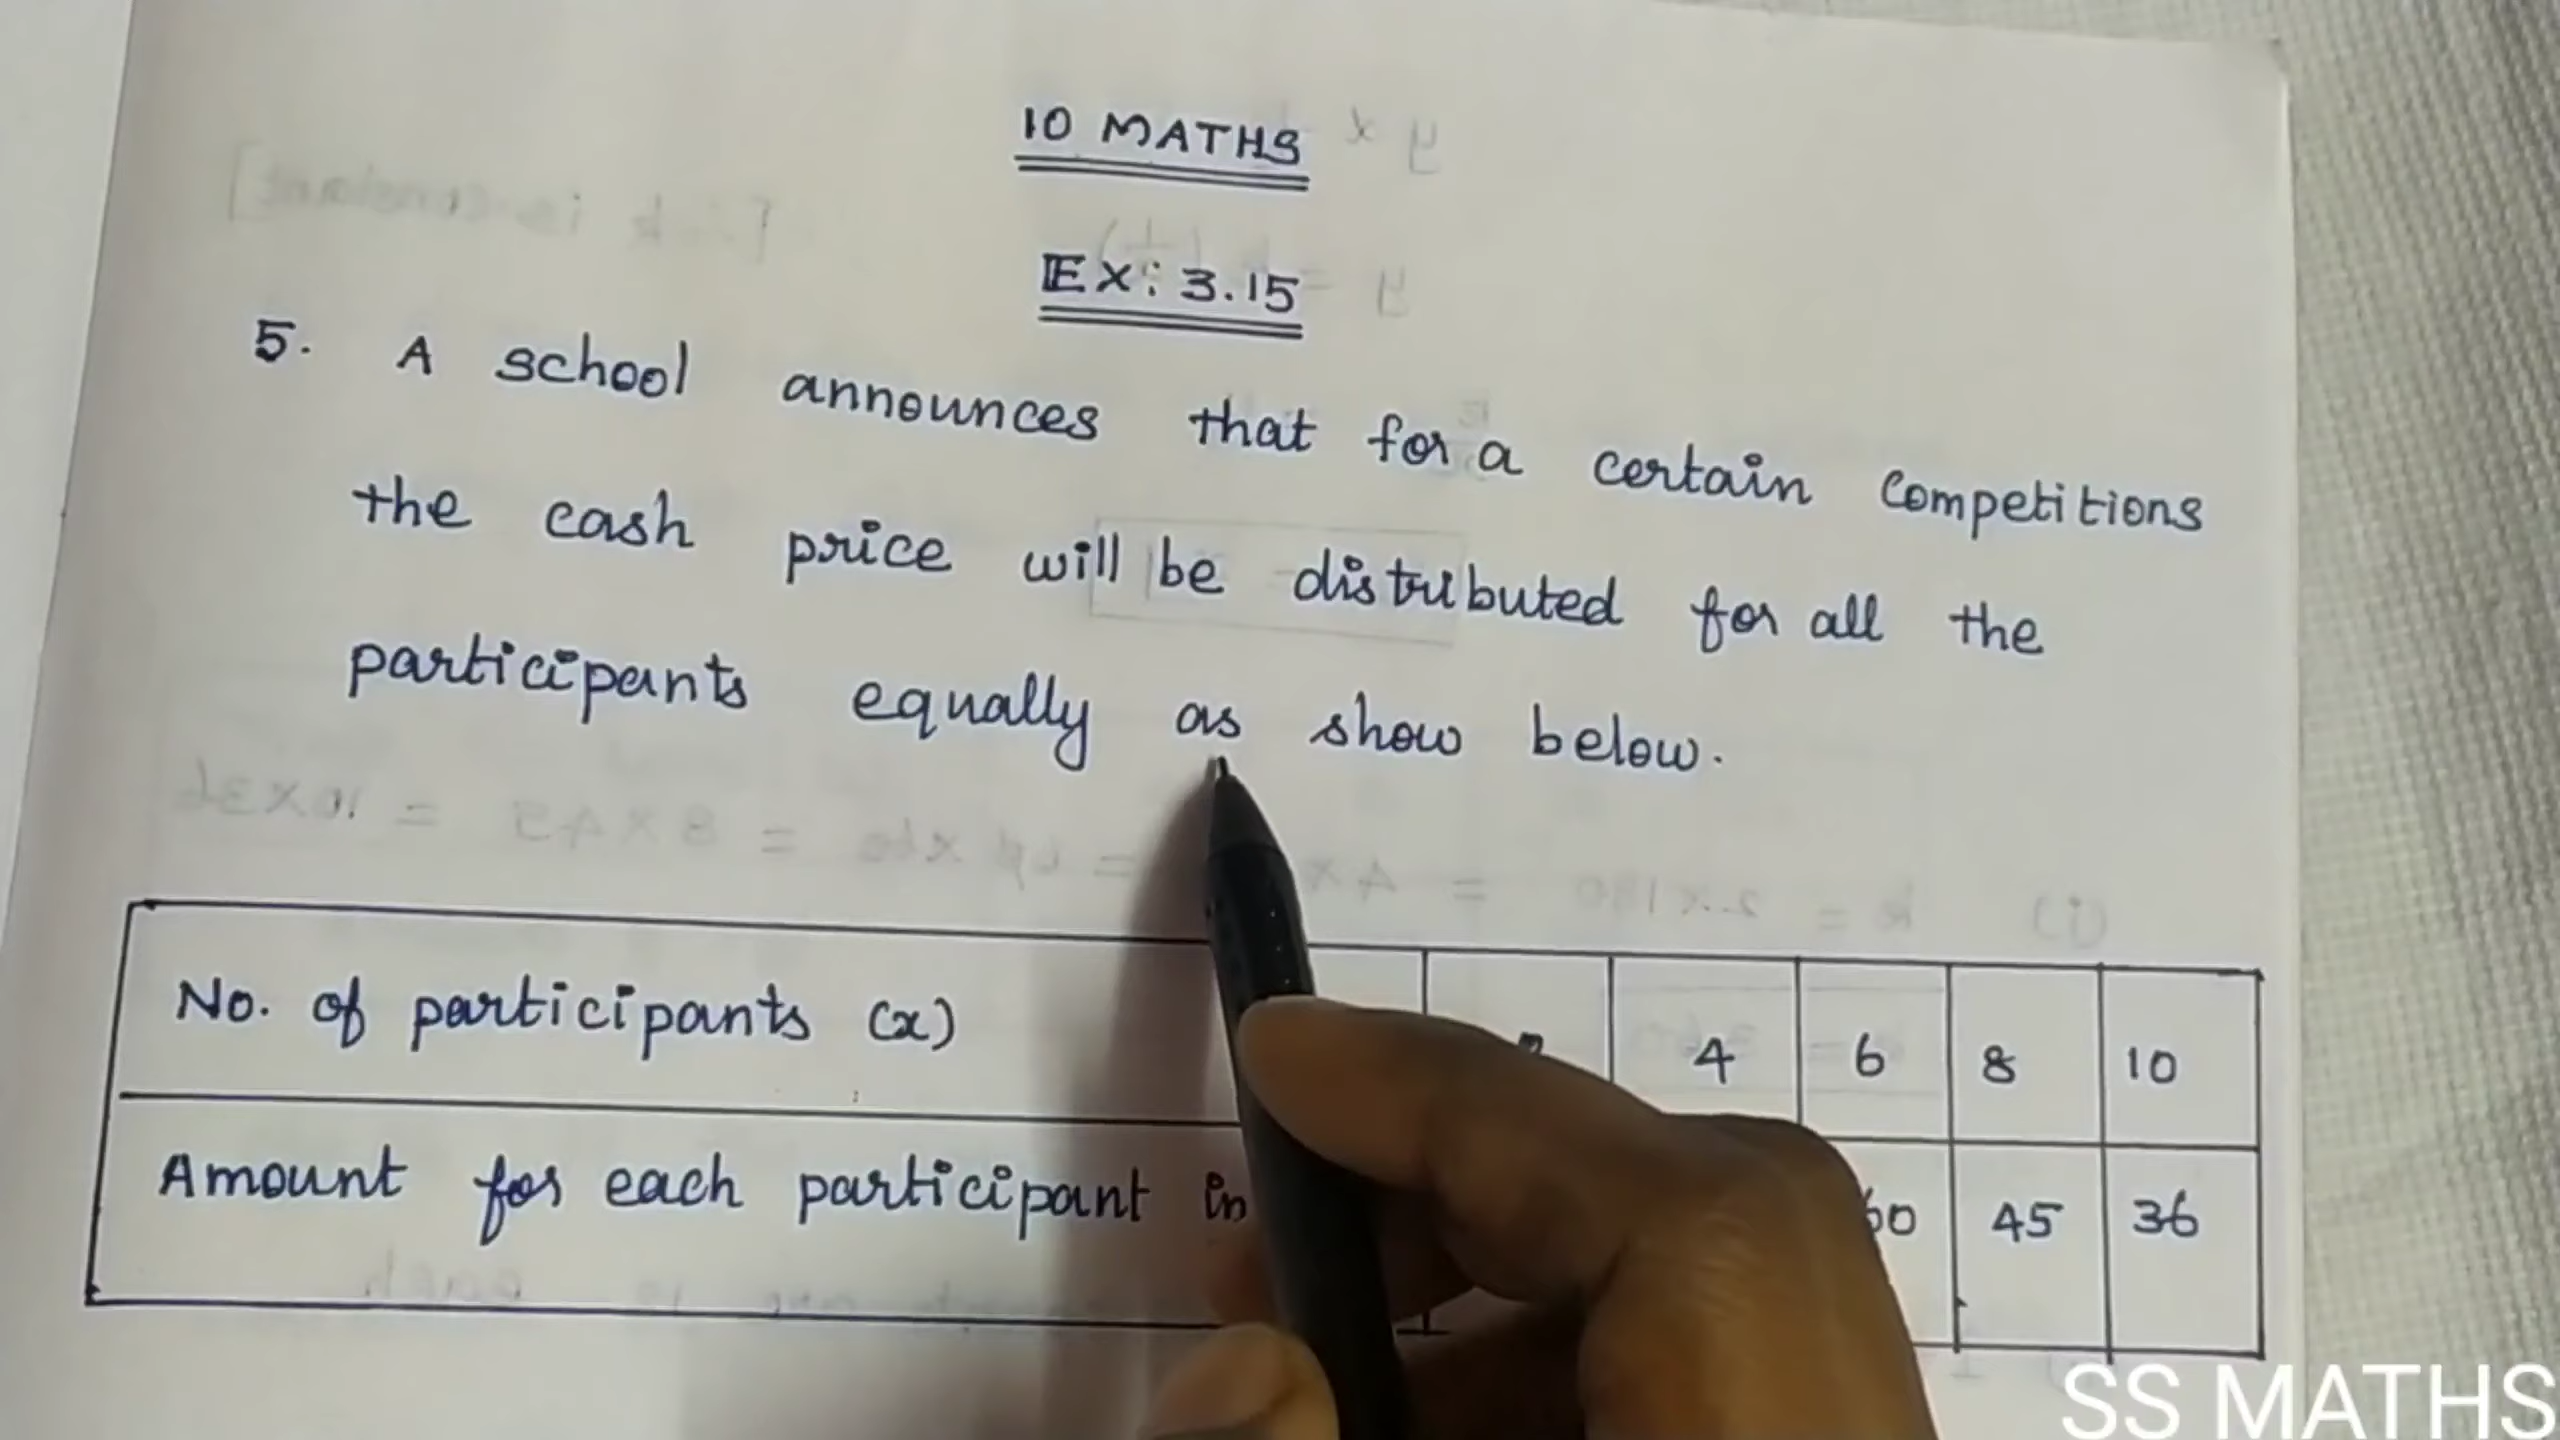 10 MATHS
EX: 3.15
5. A school announces that for a certain competitions
the cash price will be distributed for all the
participants equally as show below.
No. of participants (x) 4 6 8 10
Amount for each participant in 60 45 36
SS MATHS